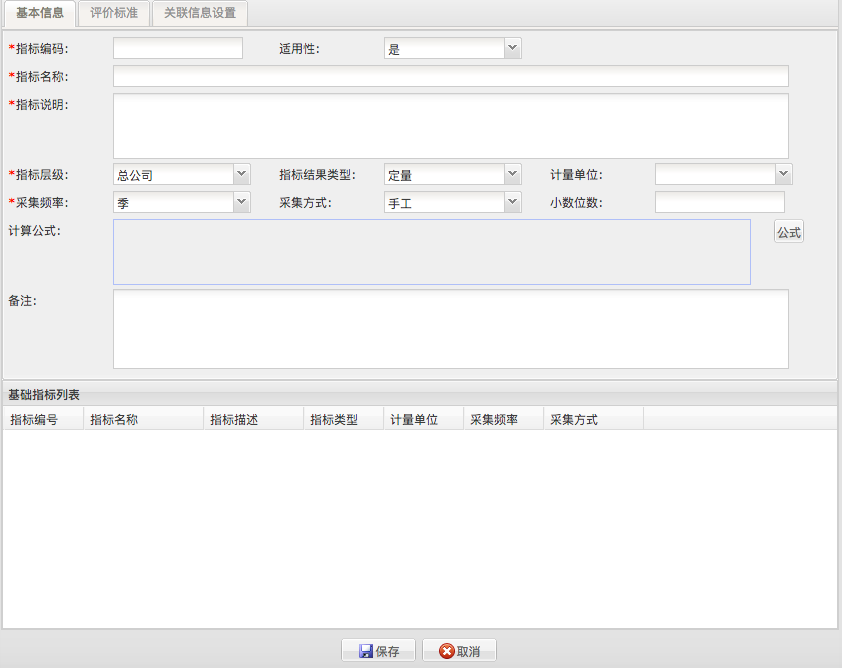 基本信息 评价标准 关联信息设置
*指标编码: 适用性: 是
*指标名称:
*指标说明:
*指标层级: 总公司 指标结果类型: 定量 计量单位:
*采集频率: 季 采集方式: 手工 小数位数:
计算公式: 公式
备注:
基础指标列表
指标编号 指标名称 指标描述 指标类型 计量单位 采集频率 采集方式
保存 取消